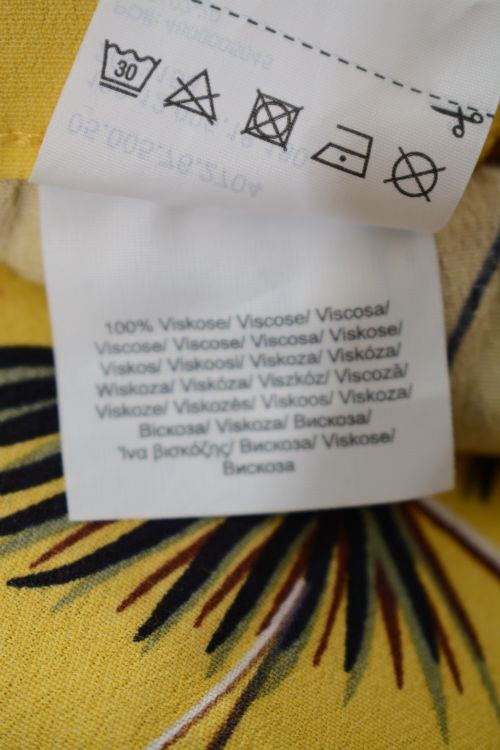 30
100% Viskose/ Viscose/ Viscosa/
Viscose/ Viscose/ Viscosa/ Viskose/
Viskos/ Viskoosi/ Viskoza/ Viskóza/
Wiskoza/ Viskóza/ Viszkóz/ Viscoză/
Viskoze/ Viskozės/ Viskoos/ Viskoza/
Віскоза/ Viskoza/ Вискоза/
Ίνα βισκόζης/ Вискоза/ Viskose/
Вискоза